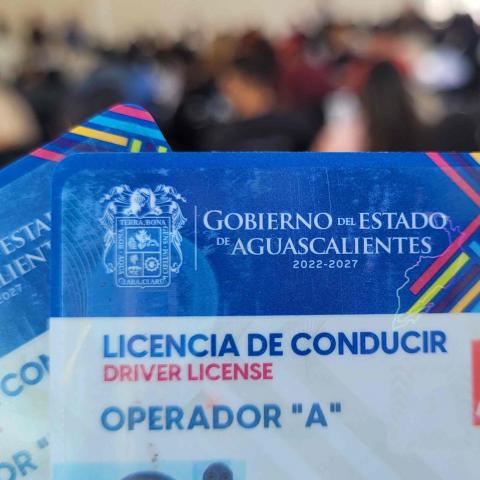 GOBIERNO DEL ESTADO
DE AGUASCALIENTES
2022-2027
LICENCIA DE CONDUCIR
DRIVER LICENSE
OPERADOR "A"